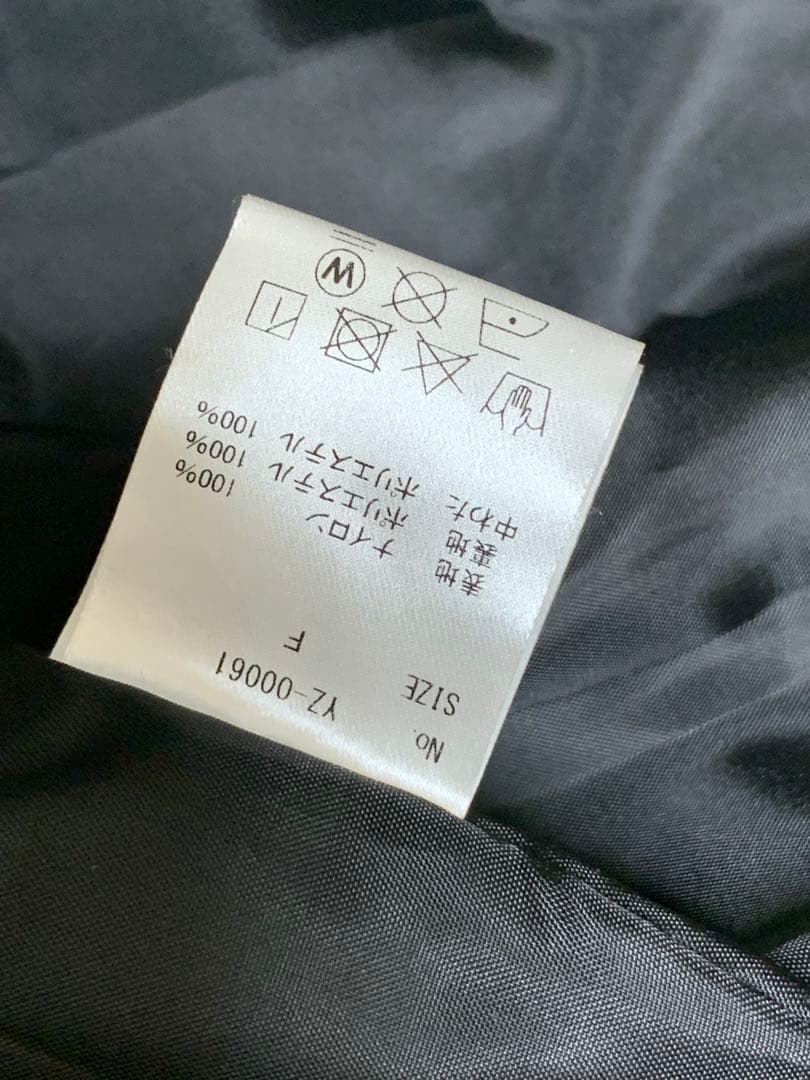 No. YZ-00061
SIZE F
表地 ナイロン 100%
裏地 ポリエステル 100%
中わた ポリエステル 100%
W